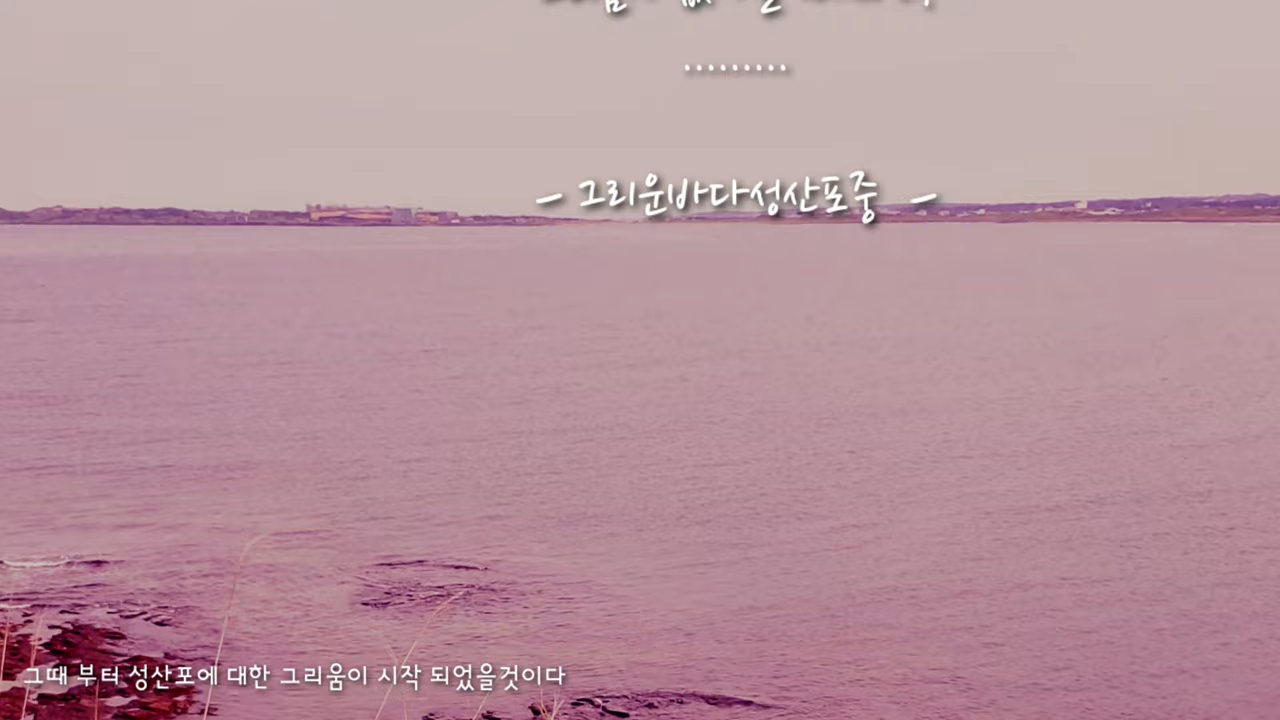 .........
- 그리운바다성산포중 -
그때 부터 성산포에 대한 그리움이 시작 되었을것이다